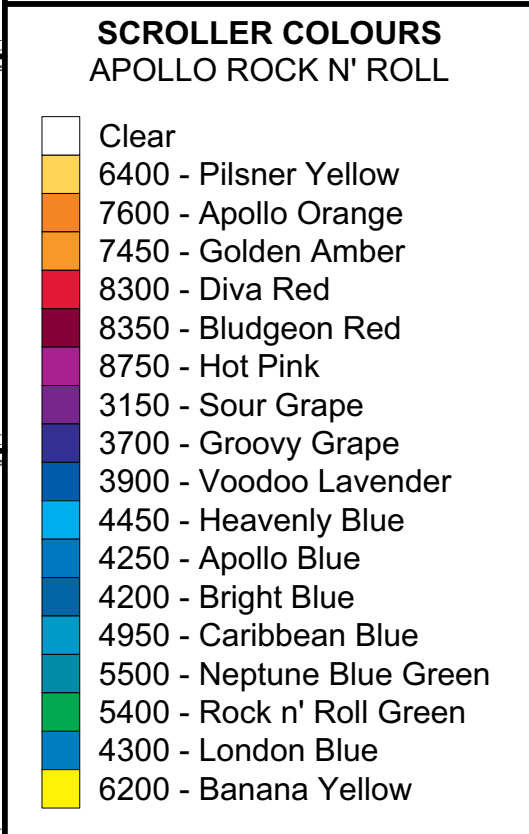 SCROLLER COLOURS
APOLLO ROCK N' ROLL
Clear
6400 - Pilsner Yellow
7600 - Apollo Orange
7450 - Golden Amber
8300 - Diva Red
8350 - Bludgeon Red
8750 - Hot Pink
3150 - Sour Grape
3700 - Groovy Grape
3900 - Voodoo Lavender
4450 - Heavenly Blue
4250 - Apollo Blue
4200 - Bright Blue
4950 - Caribbean Blue
5500 - Neptune Blue Green
5400 - Rock n' Roll Green
4300 - London Blue
6200 - Banana Yellow